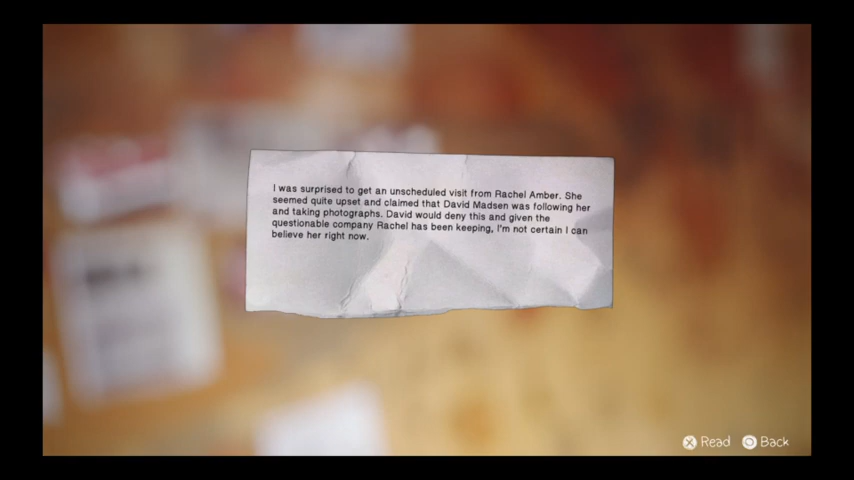 I was surprised to get an unscheduled visit from Rachel Amber. She
seemed quite upset and claimed that David Madsen was following her
and taking photographs. David would deny this and given the
questionable company Rachel has been keeping, I'm not certain I can
believe her right now.
Read
Back